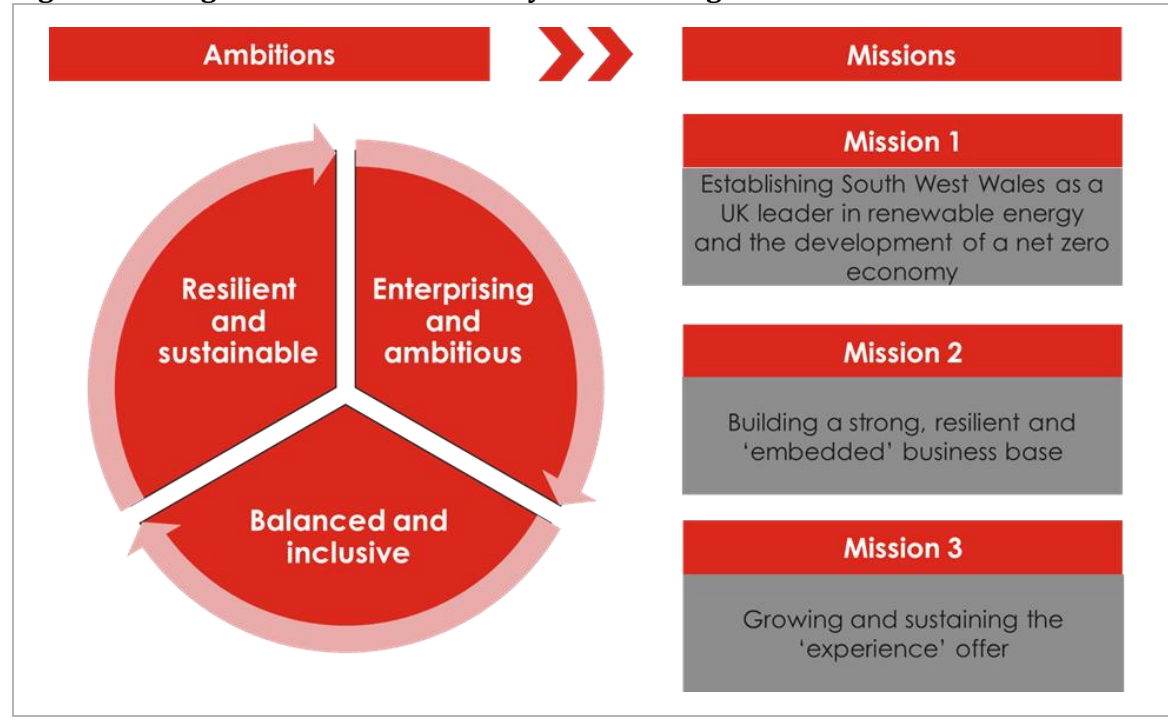 Ambitions
Missions
Resilient
and
sustainable
Enterprising
and
ambitious
Balanced and
inclusive
Mission 1
Establishing South West Wales as a
UK leader in renewable energy
and the development of a net zero
economy
Mission 2
Building a strong, resilient and
‘embedded’ business base
Mission 3
Growing and sustaining the
‘experience’ offer